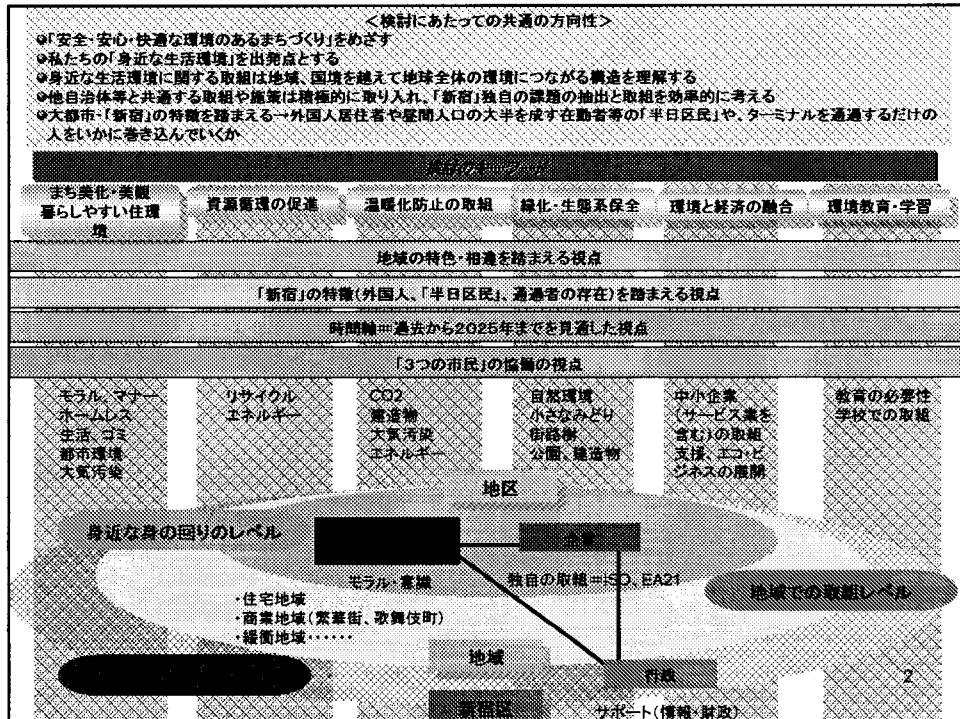 ＜検討にあたっての共通の方向性＞
「安全・安心・快適な環境のあるまちづくり」をめざす
私たちの「身近な生活環境」を出発点とする
身近な生活環境に関する取組は地域、国境を越えて地球全体の環境につながる構造を理解する
他自治体等と共通する取組や施策は積極的に取り入れ、「新宿」独自の課題の抽出と取組を効率的に考える
大都市・「新宿」の特徴を踏まえる→外国人居住者や昼間人口の大半を成す在勤者等の「半日区民」や、ターミナルを通過するだけの
人をいかに巻き込んでいくか
検討のキーワード
まち美化・美観
暮らしやすい住環
境
資源循環の促進
温暖化防止の取組
緑化・生態系保全
環境と経済の融合
環境教育・学習
地域の特色・相違を踏まえる視点
「新宿」の特徴(外国人、「半日区民」、通過者の存在)を踏まえる視点
時間軸＝過去から2025年までを見通した視点
「3つの市民」の協働の視点
モラル、マナー
ホームレス
生活、ゴミ
都市環境
大気汚染
リサイクル
エネルギー
CO2
建造物
大気汚染
エネルギー
自然環境
小さなみどり
街路樹
公園、建造物
中小企業
(サービス業を
含む)の取組
支援、エコ・ビ
ジネスの展開
教育の必要性
学校での取組
地区
身近な身の回りのレベル
企業
モラル・意識
独自の取組＝ISO、EA21
・住宅地域
・商業地域(繁華街、歌舞伎町)
・緩衝地域‥‥‥
地域での取組レベル
地域
行政
新宿区
サポート(情報・財政)
2